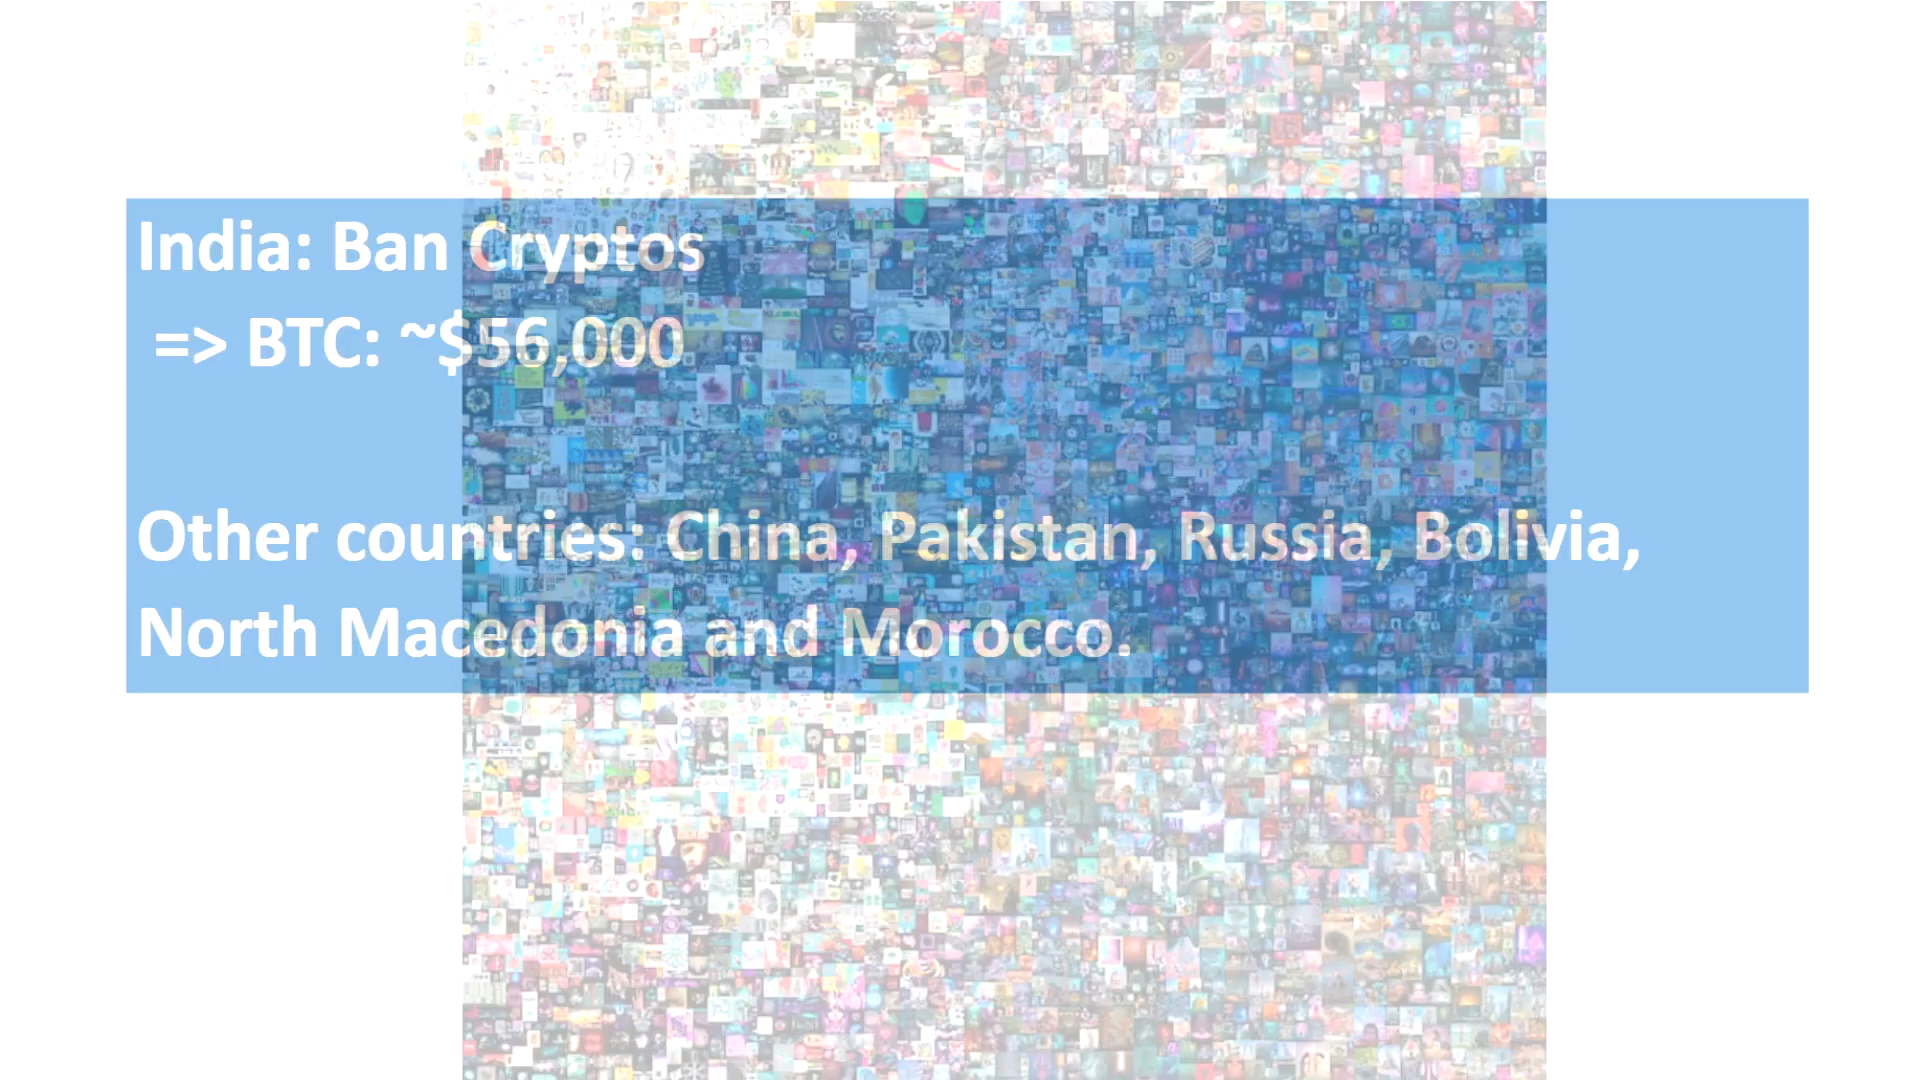 India: Ban Cryptos
=> BTC: ~$56,000
Other countries: China, Pakistan, Russia, Bolivia,
North Macedonia and Morocco.